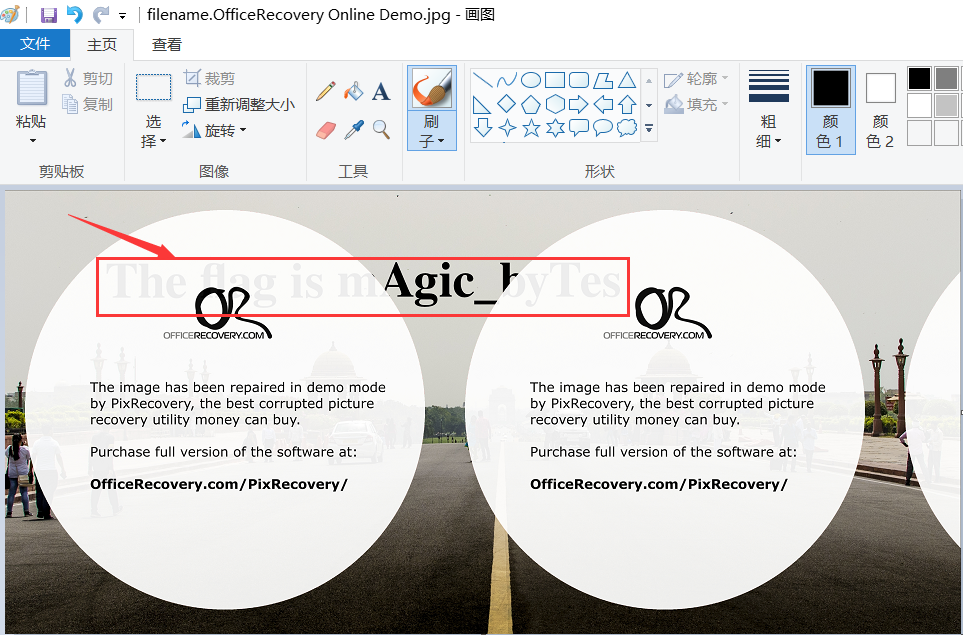 filename.OfficeRecovery Online Demo.jpg - 画图
文件 主页 查看
粘贴
剪切
复制
剪贴板
选择
裁剪
重新调整大小
旋转
图像
A
工具
刷子
轮廓
填充
形状
粗细
颜色 1
颜色 2
The flag is mAgic_byTes
OR
OFFICERECOVERY.COM
The image has been repaired in demo mode
by PixRecovery, the best corrupted picture
recovery utility money can buy.
Purchase full version of the software at:
OfficeRecovery.com/PixRecovery/
OR
OFFICERECOVERY.COM
The image has been repaired in demo mode
by PixRecovery, the best corrupted picture
recovery utility money can buy.
Purchase full version of the software at:
OfficeRecovery.com/PixRecovery/